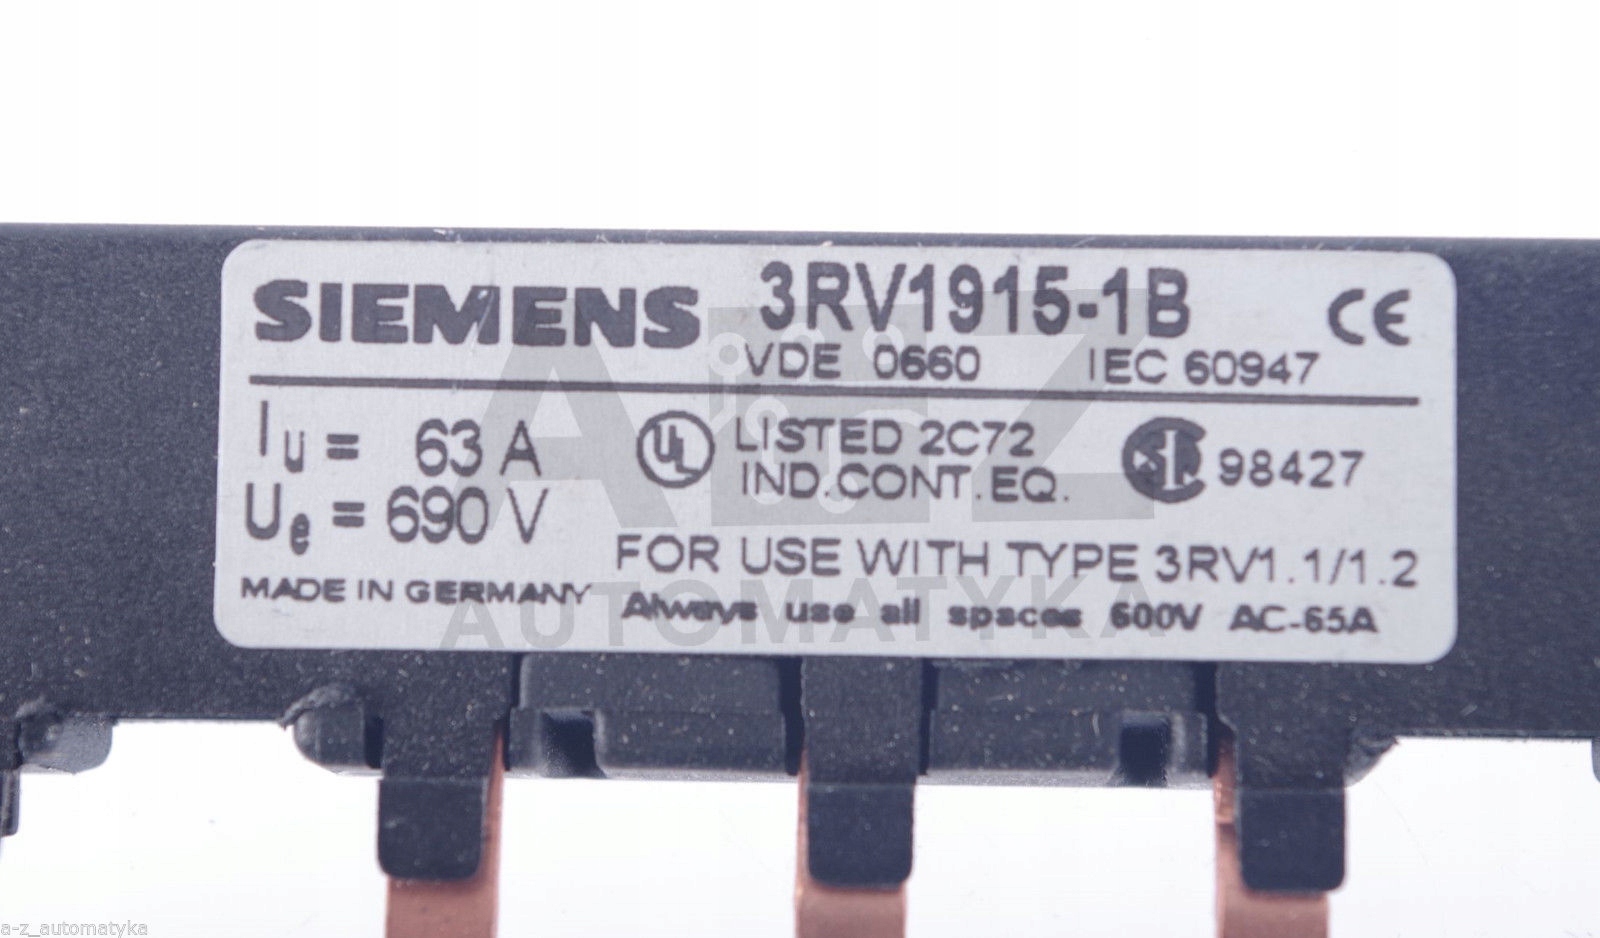 SIEMENS 3RV1915-1B CE
VDE 0660 IEC 60947
Iu = 63 A
Ue = 690 V
UL LISTED 2C72
IND.CONT.EQ.
98427
FOR USE WITH TYPE 3RV1.1/1.2
MADE IN GERMANY Always use all spaces 600V AC-65A
A-Z
AUTOMATYKA
a-z_automatyka